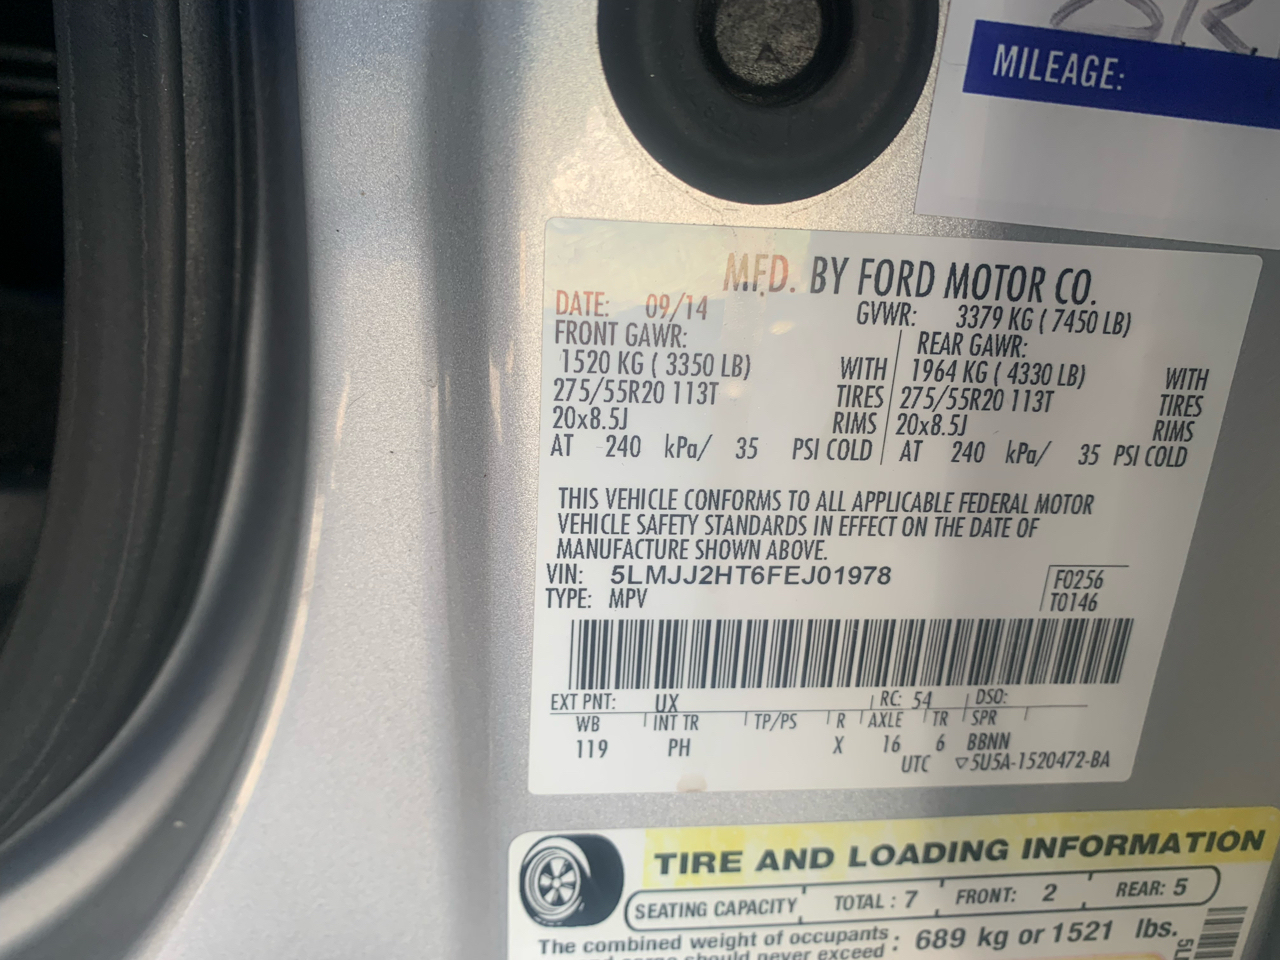 MILEAGE:
MFD. BY FORD MOTOR CO.
DATE: 09/14 GVWR: 3379 KG ( 7450 LB)
FRONT GAWR: REAR GAWR:
1520 KG ( 3350 LB) WITH 1964 KG ( 4330 LB) WITH
275/55R20 113T TIRES 275/55R20 113T TIRES
20x8.5J RIMS 20x8.5J RIMS
AT 240 kPa/ 35 PSI COLD AT 240 kPa/ 35 PSI COLD
THIS VEHICLE CONFORMS TO ALL APPLICABLE FEDERAL MOTOR
VEHICLE SAFETY STANDARDS IN EFFECT ON THE DATE OF
MANUFACTURE SHOWN ABOVE.
VIN: 5LMJJ2HT6FEJ01978 F0256
TYPE: MPV T0146
EXT PNT: UX RC: 54 DSO:
WB INT TR TP/PS R AXLE TR SPR
119 PH X 16 6 BBNN
UTC ▽5U5A-1520472-BA
TIRE AND LOADING INFORMATION
SEATING CAPACITY TOTAL : 7 FRONT: 2 REAR: 5
The combined weight of occupants : 689 kg or 1521 lbs.
should never exceed